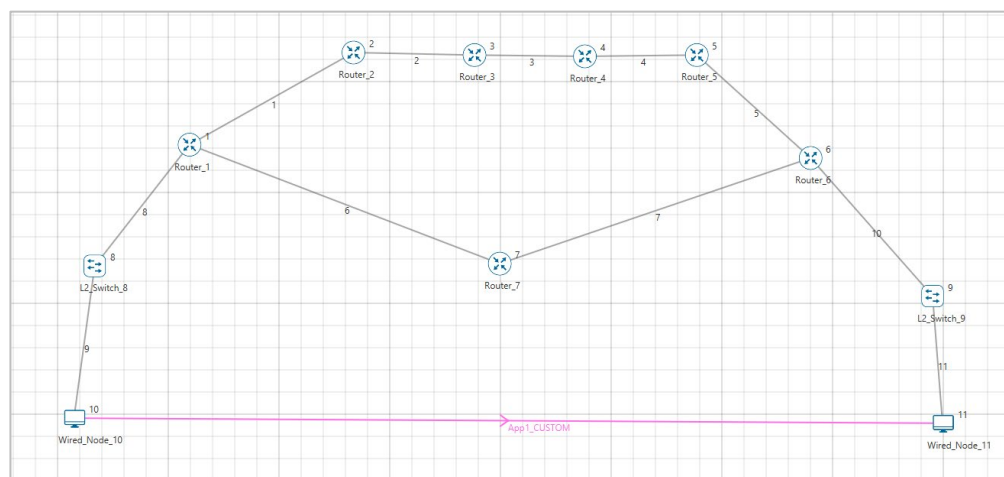 2
3
4
5
Router_2
2
Router_3
3
Router_4
4
Router_5
1
5
1
Router_1
6
Router_6
8
6
7
10
8
L2_Switch_8
7
Router_7
9
L2_Switch_9
9
11
10
Wired_Node_10
App1_CUSTOM
11
Wired_Node_11